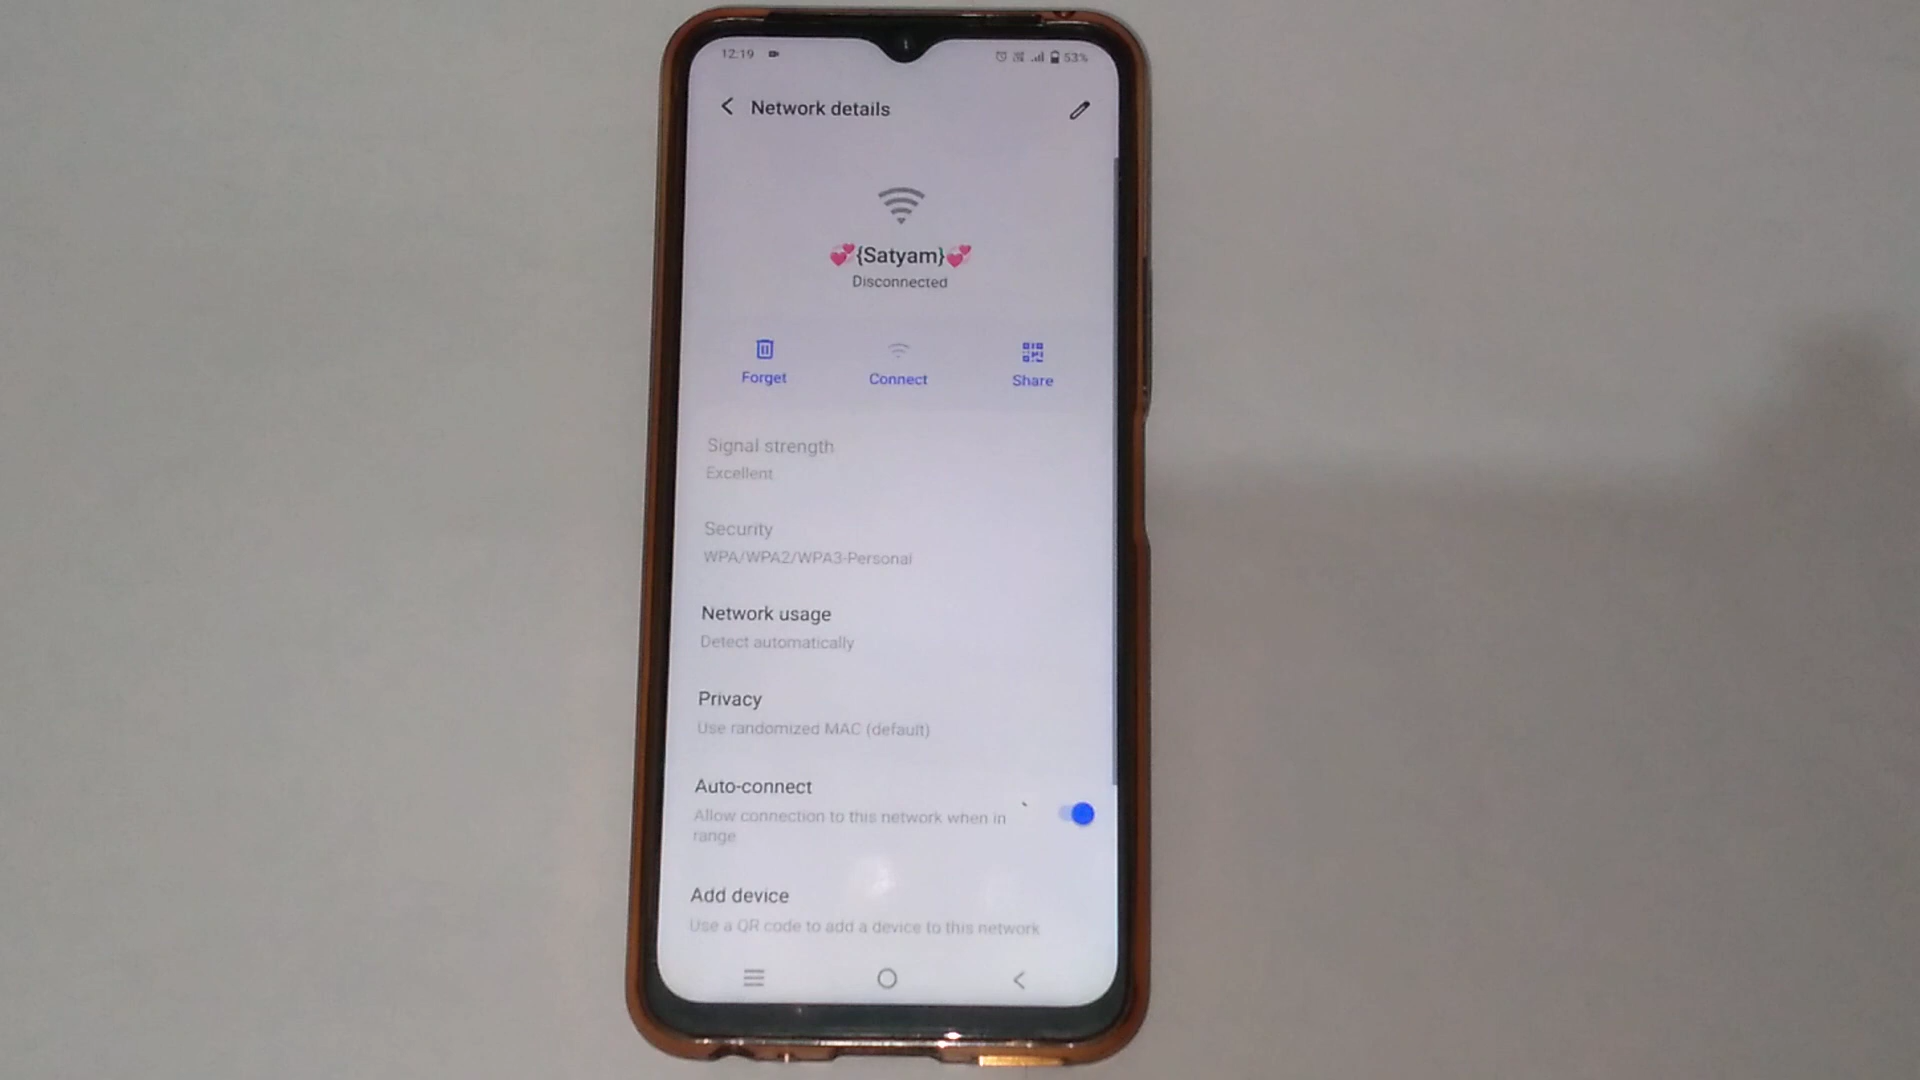 12:19
53%
Network details
💞{Satyam}💞
Disconnected
Forget
Connect
Share
Signal strength
Excellent
Security
WPA/WPA2/WPA3-Personal
Network usage
Detect automatically
Privacy
Use randomized MAC (default)
Auto-connect
Allow connection to this network when in
range
Add device
Use a QR code to add a device to this network